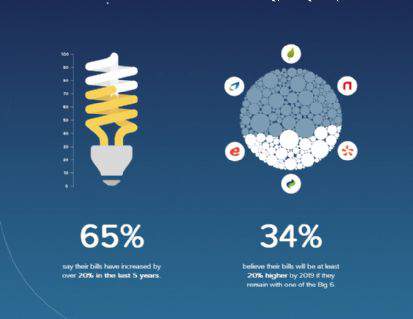 100
90
80
70
60
50
40
30
20
10
0
n
e
65%
34%
say their bills have increased by
over 20% in the last 5 years.
believe their bills will be at least
20% higher by 2019 if they
remain with one of the Big 6.